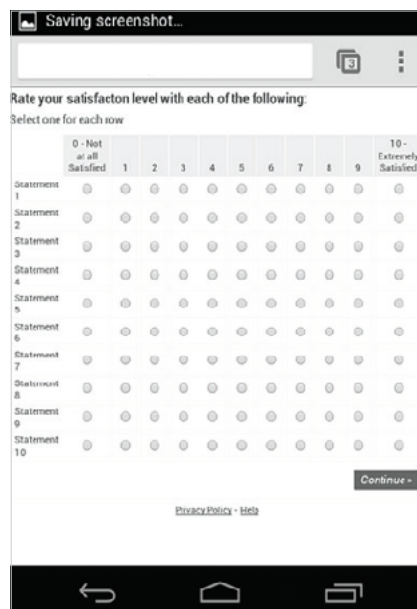 Saving screenshot...
3
Rate your satisfacton level with each of the following:
Select one for each row
0 - Not at all Satisfied 1 2 3 4 5 6 7 8 9 10 - Extremely Satisfied
Statement 1
Statement 2
Statement 3
Statement 4
Statement 5
Statement 6
Statement 7
Statement 8
Statement 9
Statement 10
Continue »
Privacy Policy - Help